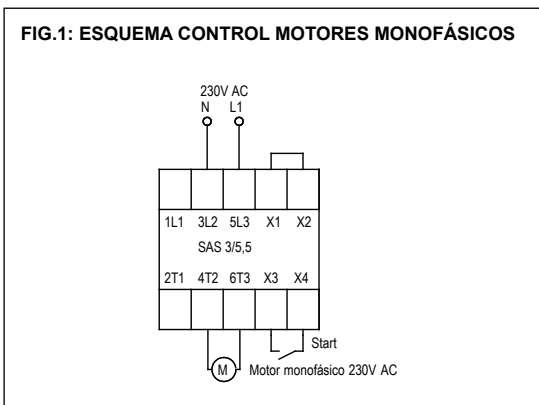 FIG.1: ESQUEMA CONTROL MOTORES MONOFÁSICOS
230V AC
N L1
1L1 3L2 5L3 X1 X2
SAS 3/5,5
2T1 4T2 6T3 X3 X4
Start
M Motor monofásico 230V AC